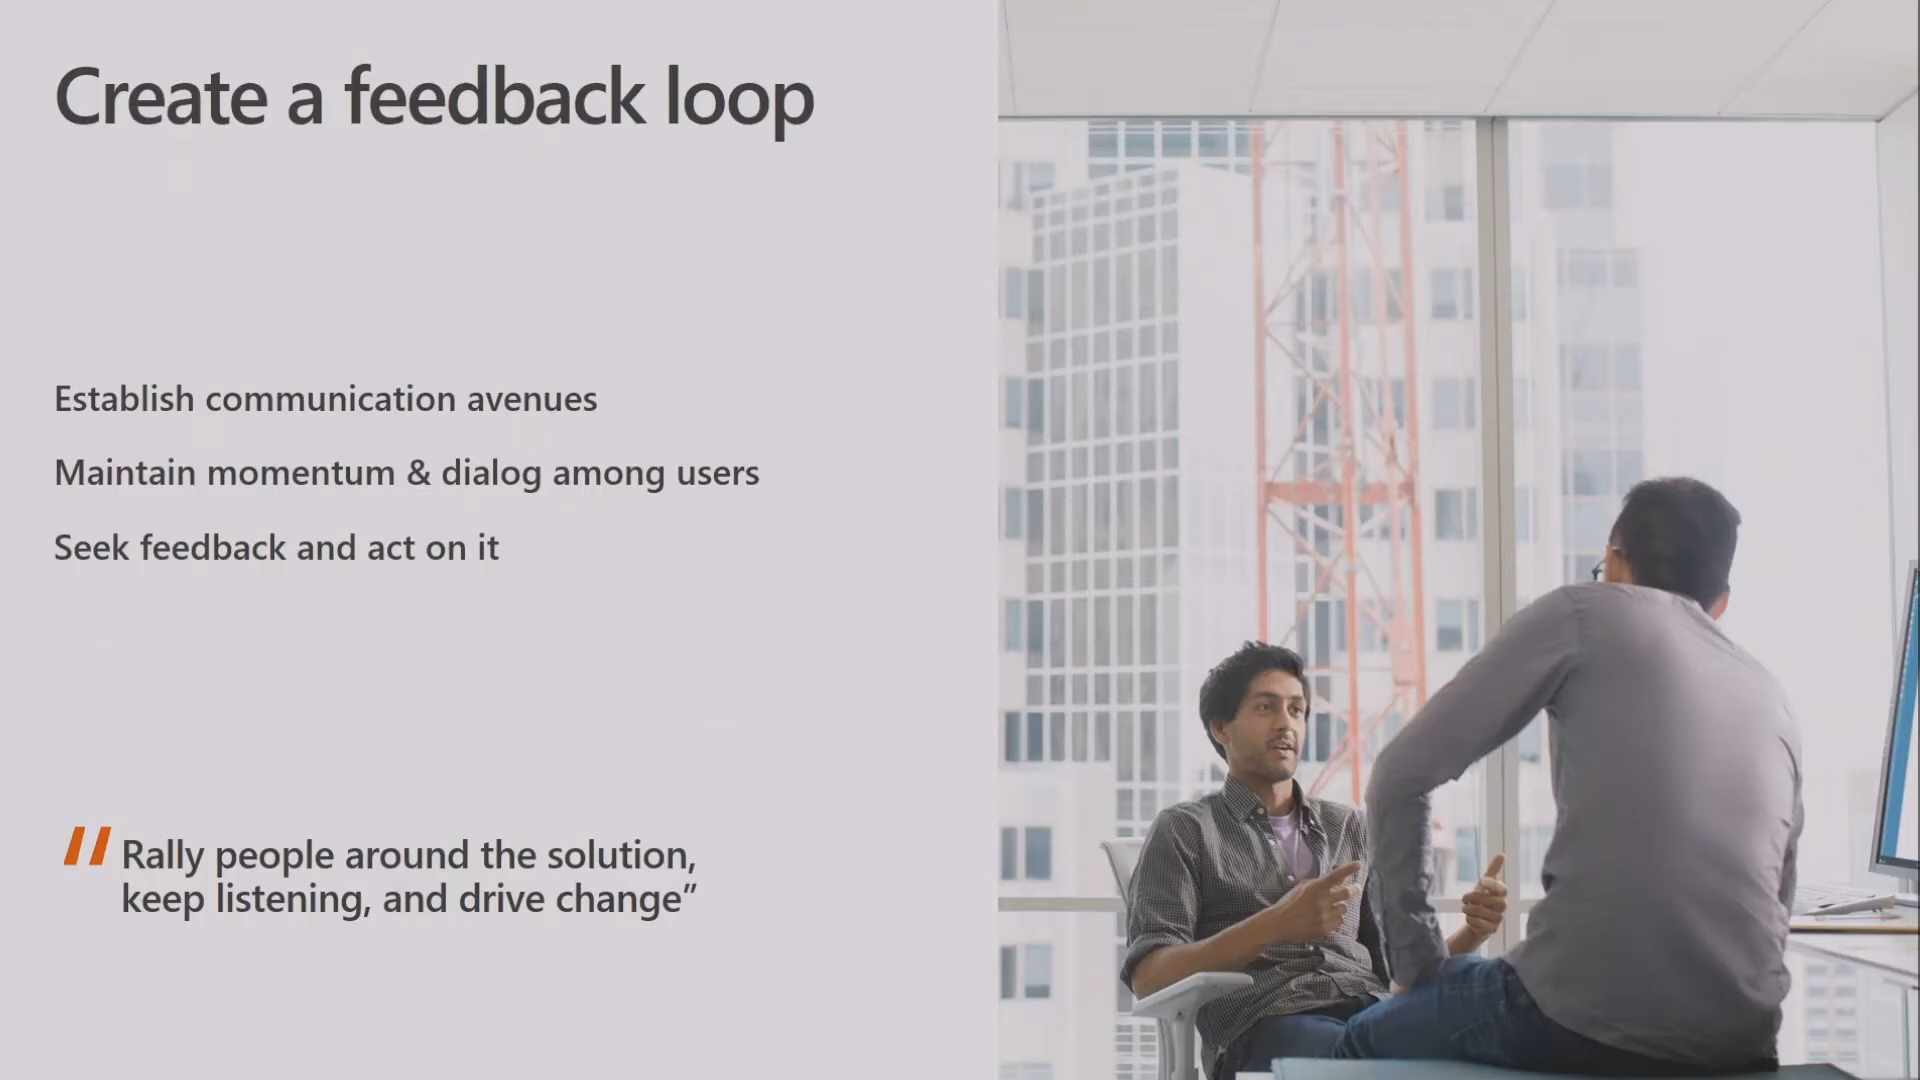 Create a feedback loop
Establish communication avenues
Maintain momentum & dialog among users
Seek feedback and act on it
"Rally people around the solution,
keep listening, and drive change”